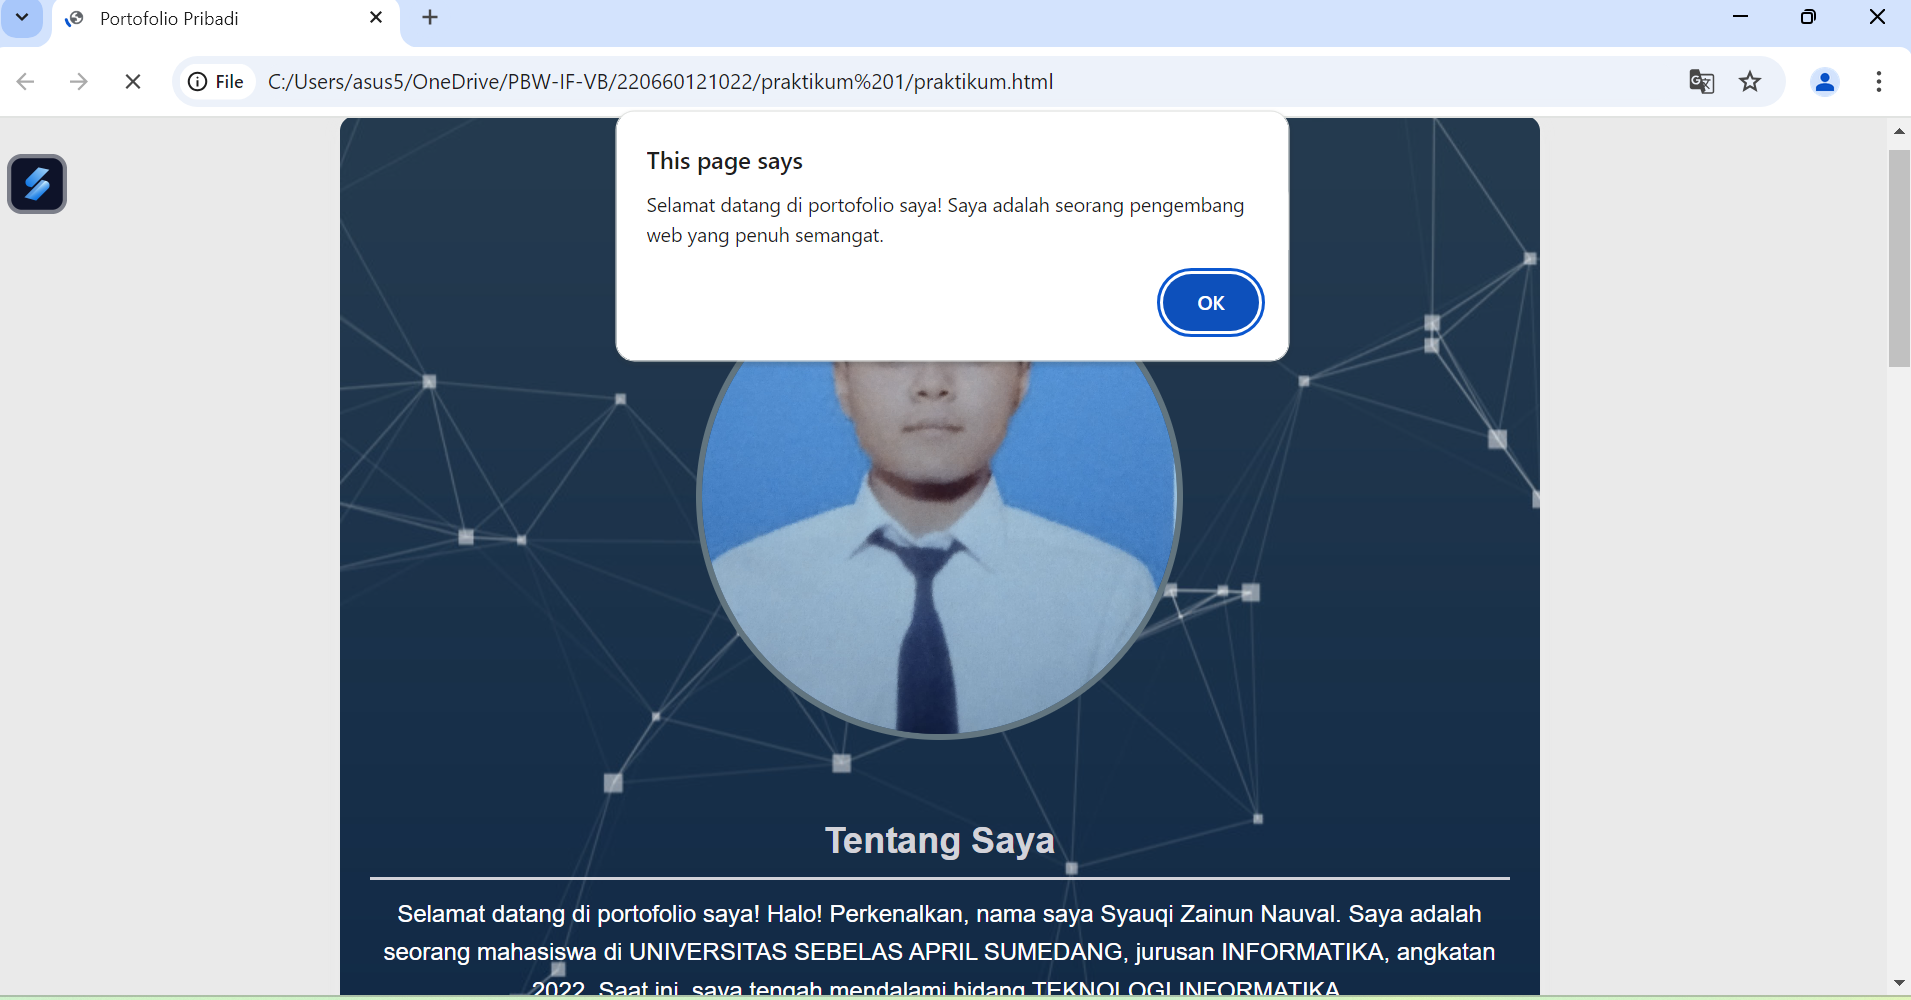 Portofolio Pribadi
File
C:/Users/asus5/OneDrive/PBW-IF-VB/220660121022/praktikum%201/praktikum.html
This page says
Selamat datang di portofolio saya! Saya adalah seorang pengembang
web yang penuh semangat.
OK
Tentang Saya
Selamat datang di portofolio saya! Halo! Perkenalkan, nama saya Syauqi Zainun Nauval. Saya adalah
seorang mahasiswa di UNIVERSITAS SEBELAS APRIL SUMEDANG, jurusan INFORMATIKA, angkatan
2022. Saat ini, saya tengah mendalami bidang TEKNOLOGI INFORMATIKA